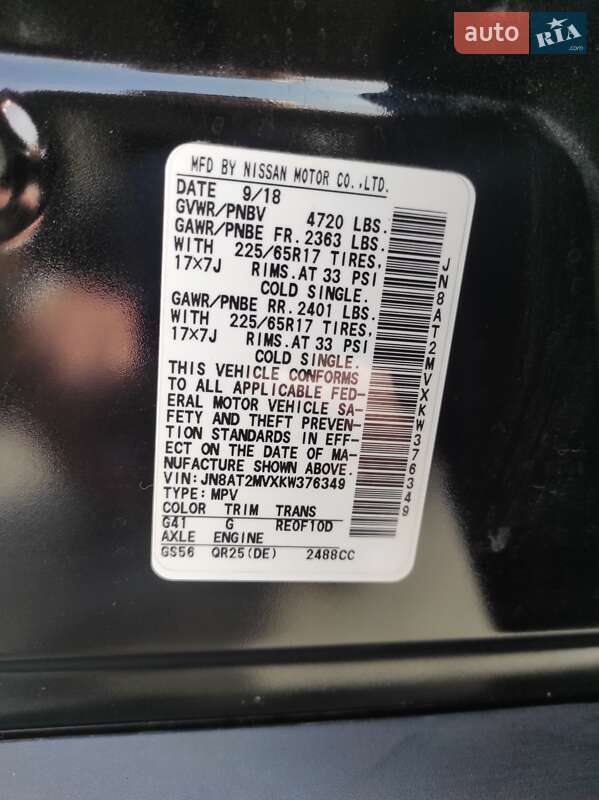 auto RIA.com
MFD BY NISSAN MOTOR CO.,LTD.
DATE 9/18
GVWR/PNBV 4720 LBS.
GAWR/PNBE FR. 2363 LBS.
WITH 225/65R17 TIRES,
17×7J RIMS.AT 33 PSI
COLD SINGLE.
GAWR/PNBE RR. 2401 LBS.
WITH 225/65R17 TIRES,
17×7J RIMS.AT 33 PSI
COLD SINGLE.
THIS VEHICLE CONFORMS
TO ALL APPLICABLE FED-
ERAL MOTOR VEHICLE SA-
FETY AND THEFT PREVEN-
TION STANDARDS IN EFF-
ECT ON THE DATE OF MA-
NUFACTURE SHOWN ABOVE.
VIN:JN8AT2MVXKW376349
TYPE:MPV
COLOR TRIM TRANS
G41 G RE0F10D
AXLE ENGINE
GS56 QR25(DE) 2488CC
JN8AT2MVXKW376349